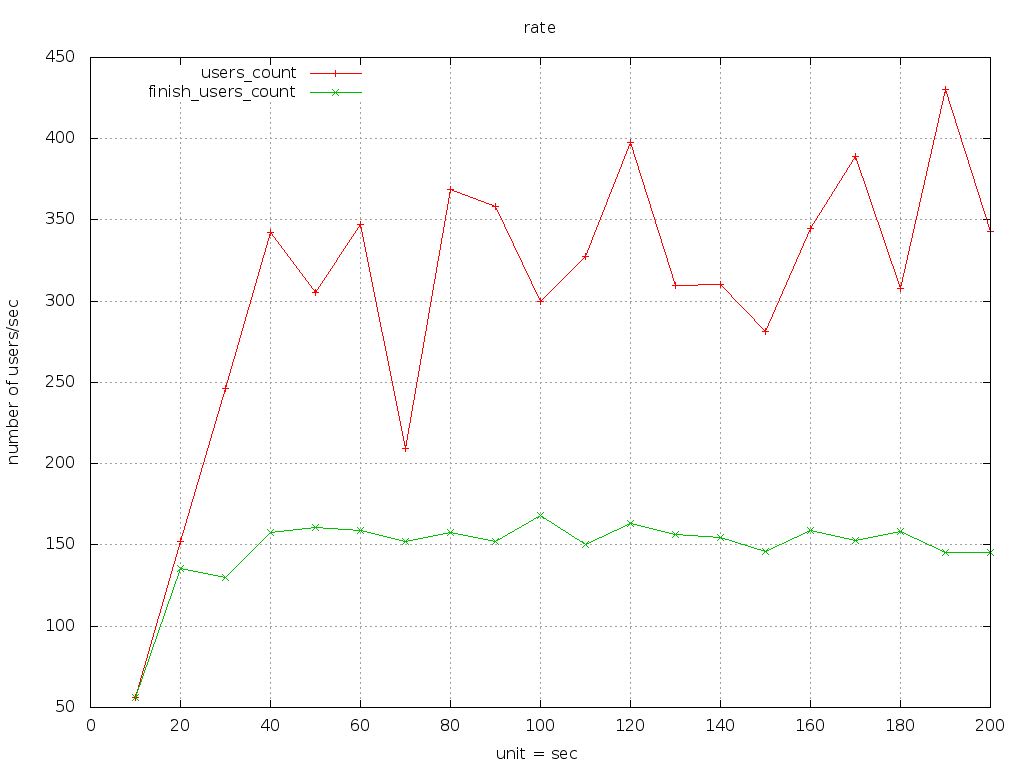 rate
450
400
350
300
250
200
150
100
50
users_count
finish_users_count
number of users/sec
0 20 40 60 80 100 120 140 160 180 200
unit = sec